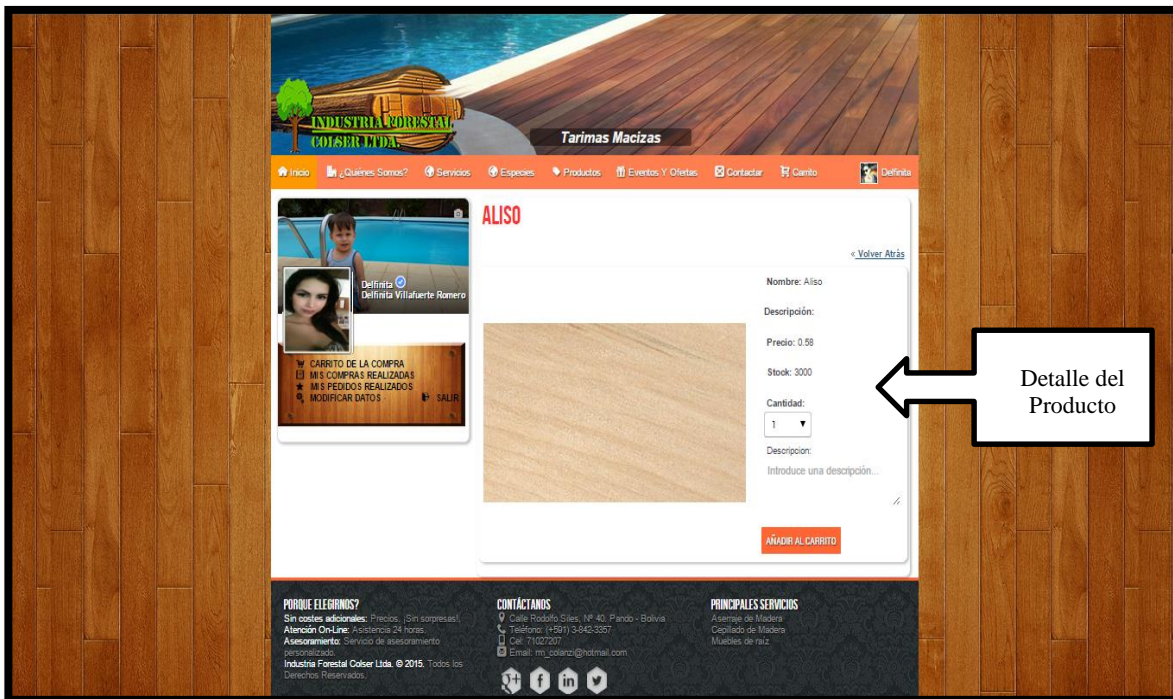 INDUSTRIA FORESTAL
COLSER LTDA.
Tarimas Macizas
Inicio
¿Quiénes Somos?
Servicios
Especies
Productos
Eventos Y Ofertas
Contactar
Carrito
Delfinita
Delfinita
Delfinita Villafuerte Romero
CARRITO DE LA COMPRA
MIS COMPRAS REALIZADAS
MIS PEDIDOS REALIZADOS
MODIFICAR DATOS
SALIR
ALISO
« Volver Atrás
Nombre: Aliso
Descripción:
Precio: 0.58
Stock: 3000
Cantidad:
1
Descripcion:
Introduce una descripción...
AÑADIR AL CARRITO
Detalle del
Producto
PORQUE ELEGIRNOS?
Sin costes adicionales: Precios. ¡Sin sorpresas!.
Atención On-Line: Asistencia 24 horas.
Asesoramiento: Servicio de asesoramiento
personalizado.
Industria Forestal Colser Ltda. © 2015. Todos los
Derechos Reservados.
CONTÁCTANOS
Calle Rodolfo Siles, Nº 40. Pando - Bolivia
Teléfono: (+591) 3-842-3357
Cel: 71027207
Email: rm_colanzi@hotmail.com
PRINCIPALES SERVICIOS
Aserraje de Madera
Cepillado de Madera
Muebles de raíz